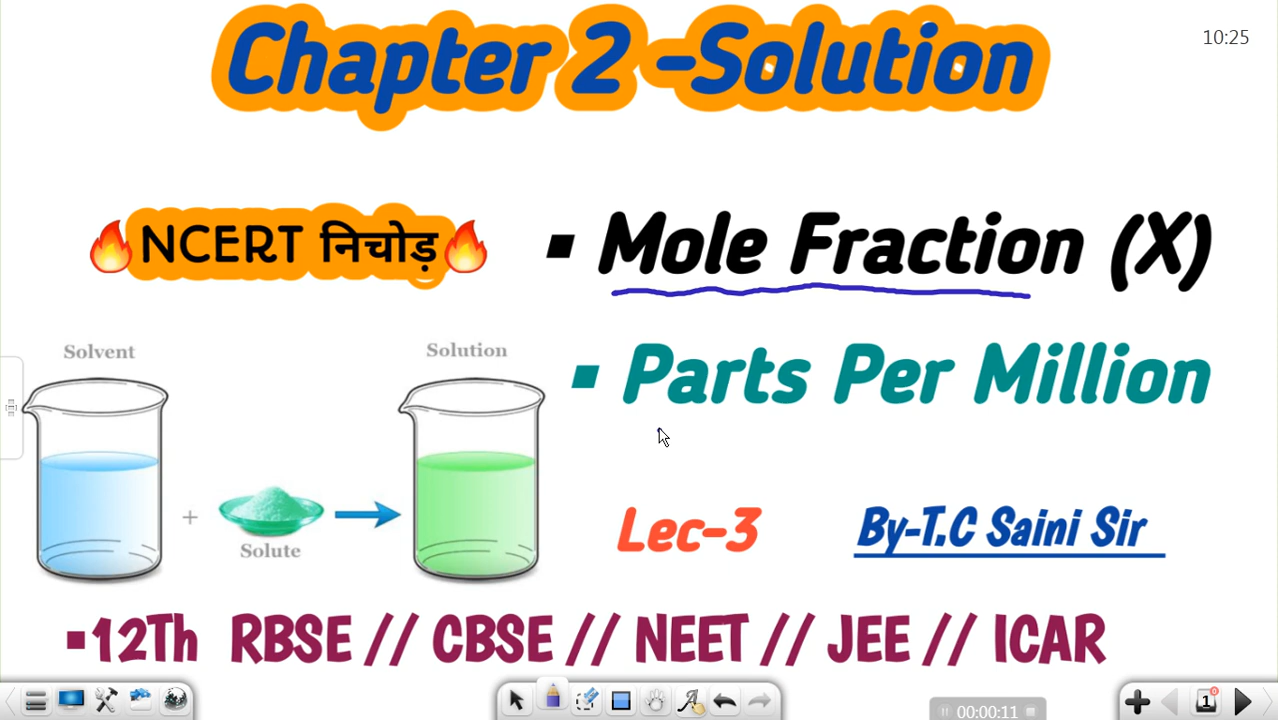 Chapter 2 -Solution
10:25
NCERT निचोड़
▪ Mole Fraction (X)
Solvent
Solution
▪ Parts Per Million
+
Solute
Lec-3
By-T.C Saini Sir
▪12Th RBSE // CBSE // NEET // JEE // ICAR
1
00:00:11